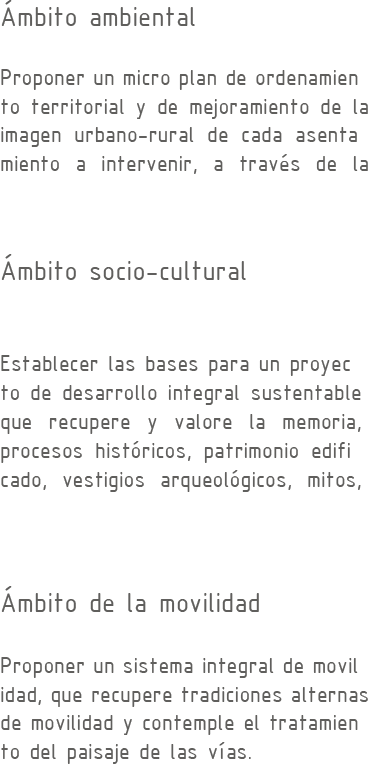 Ámbito ambiental
Proponer un micro plan de ordenamien
to territorial y de mejoramiento de la
imagen urbano-rural de cada asenta
miento a intervenir, a través de la
Ámbito socio-cultural
Establecer las bases para un proyec
to de desarrollo integral sustentable
que recupere y valore la memoria,
procesos históricos, patrimonio edifi
cado, vestigios arqueológicos, mitos,
Ámbito de la movilidad
Proponer un sistema integral de movil
idad, que recupere tradiciones alternas
de movilidad y contemple el tratamien
to del paisaje de las vías.